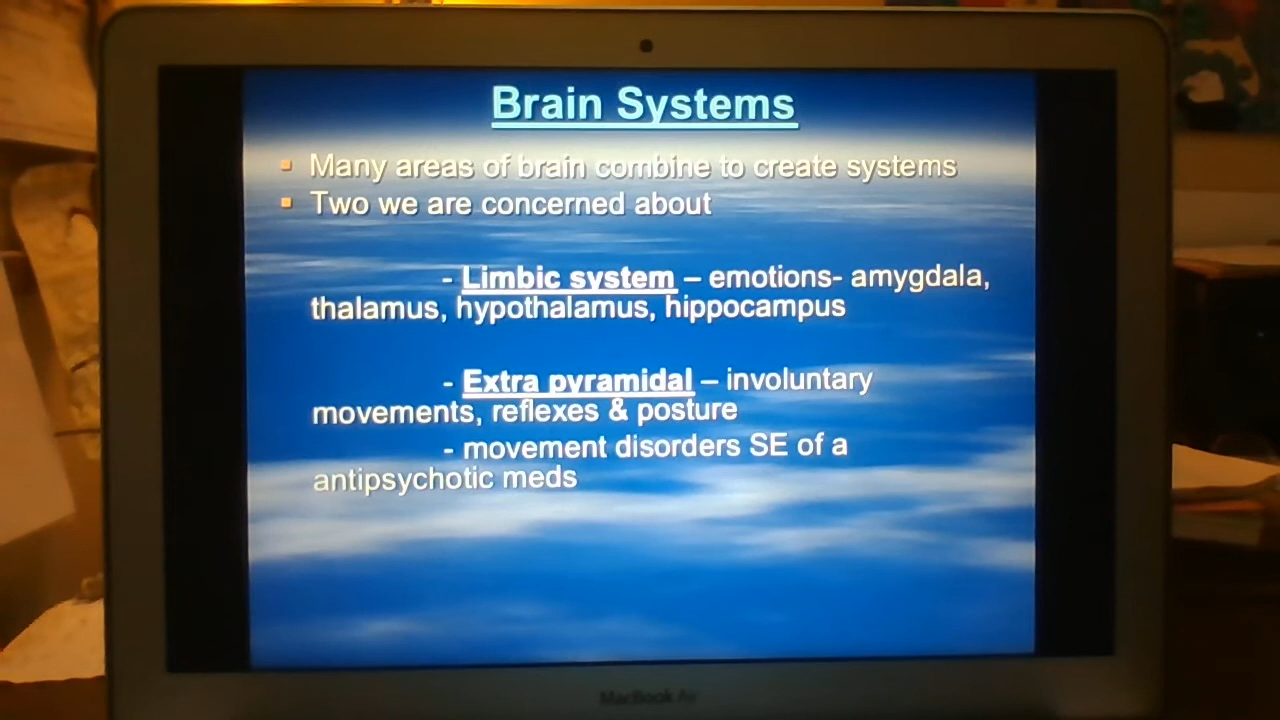 Brain Systems
▪ Many areas of brain combine to create systems
▪ Two we are concerned about
- Limbic system – emotions- amygdala,
thalamus, hypothalamus, hippocampus
- Extra pyramidal – involuntary
movements, reflexes & posture
- movement disorders SE of a
antipsychotic meds
MacBook Air